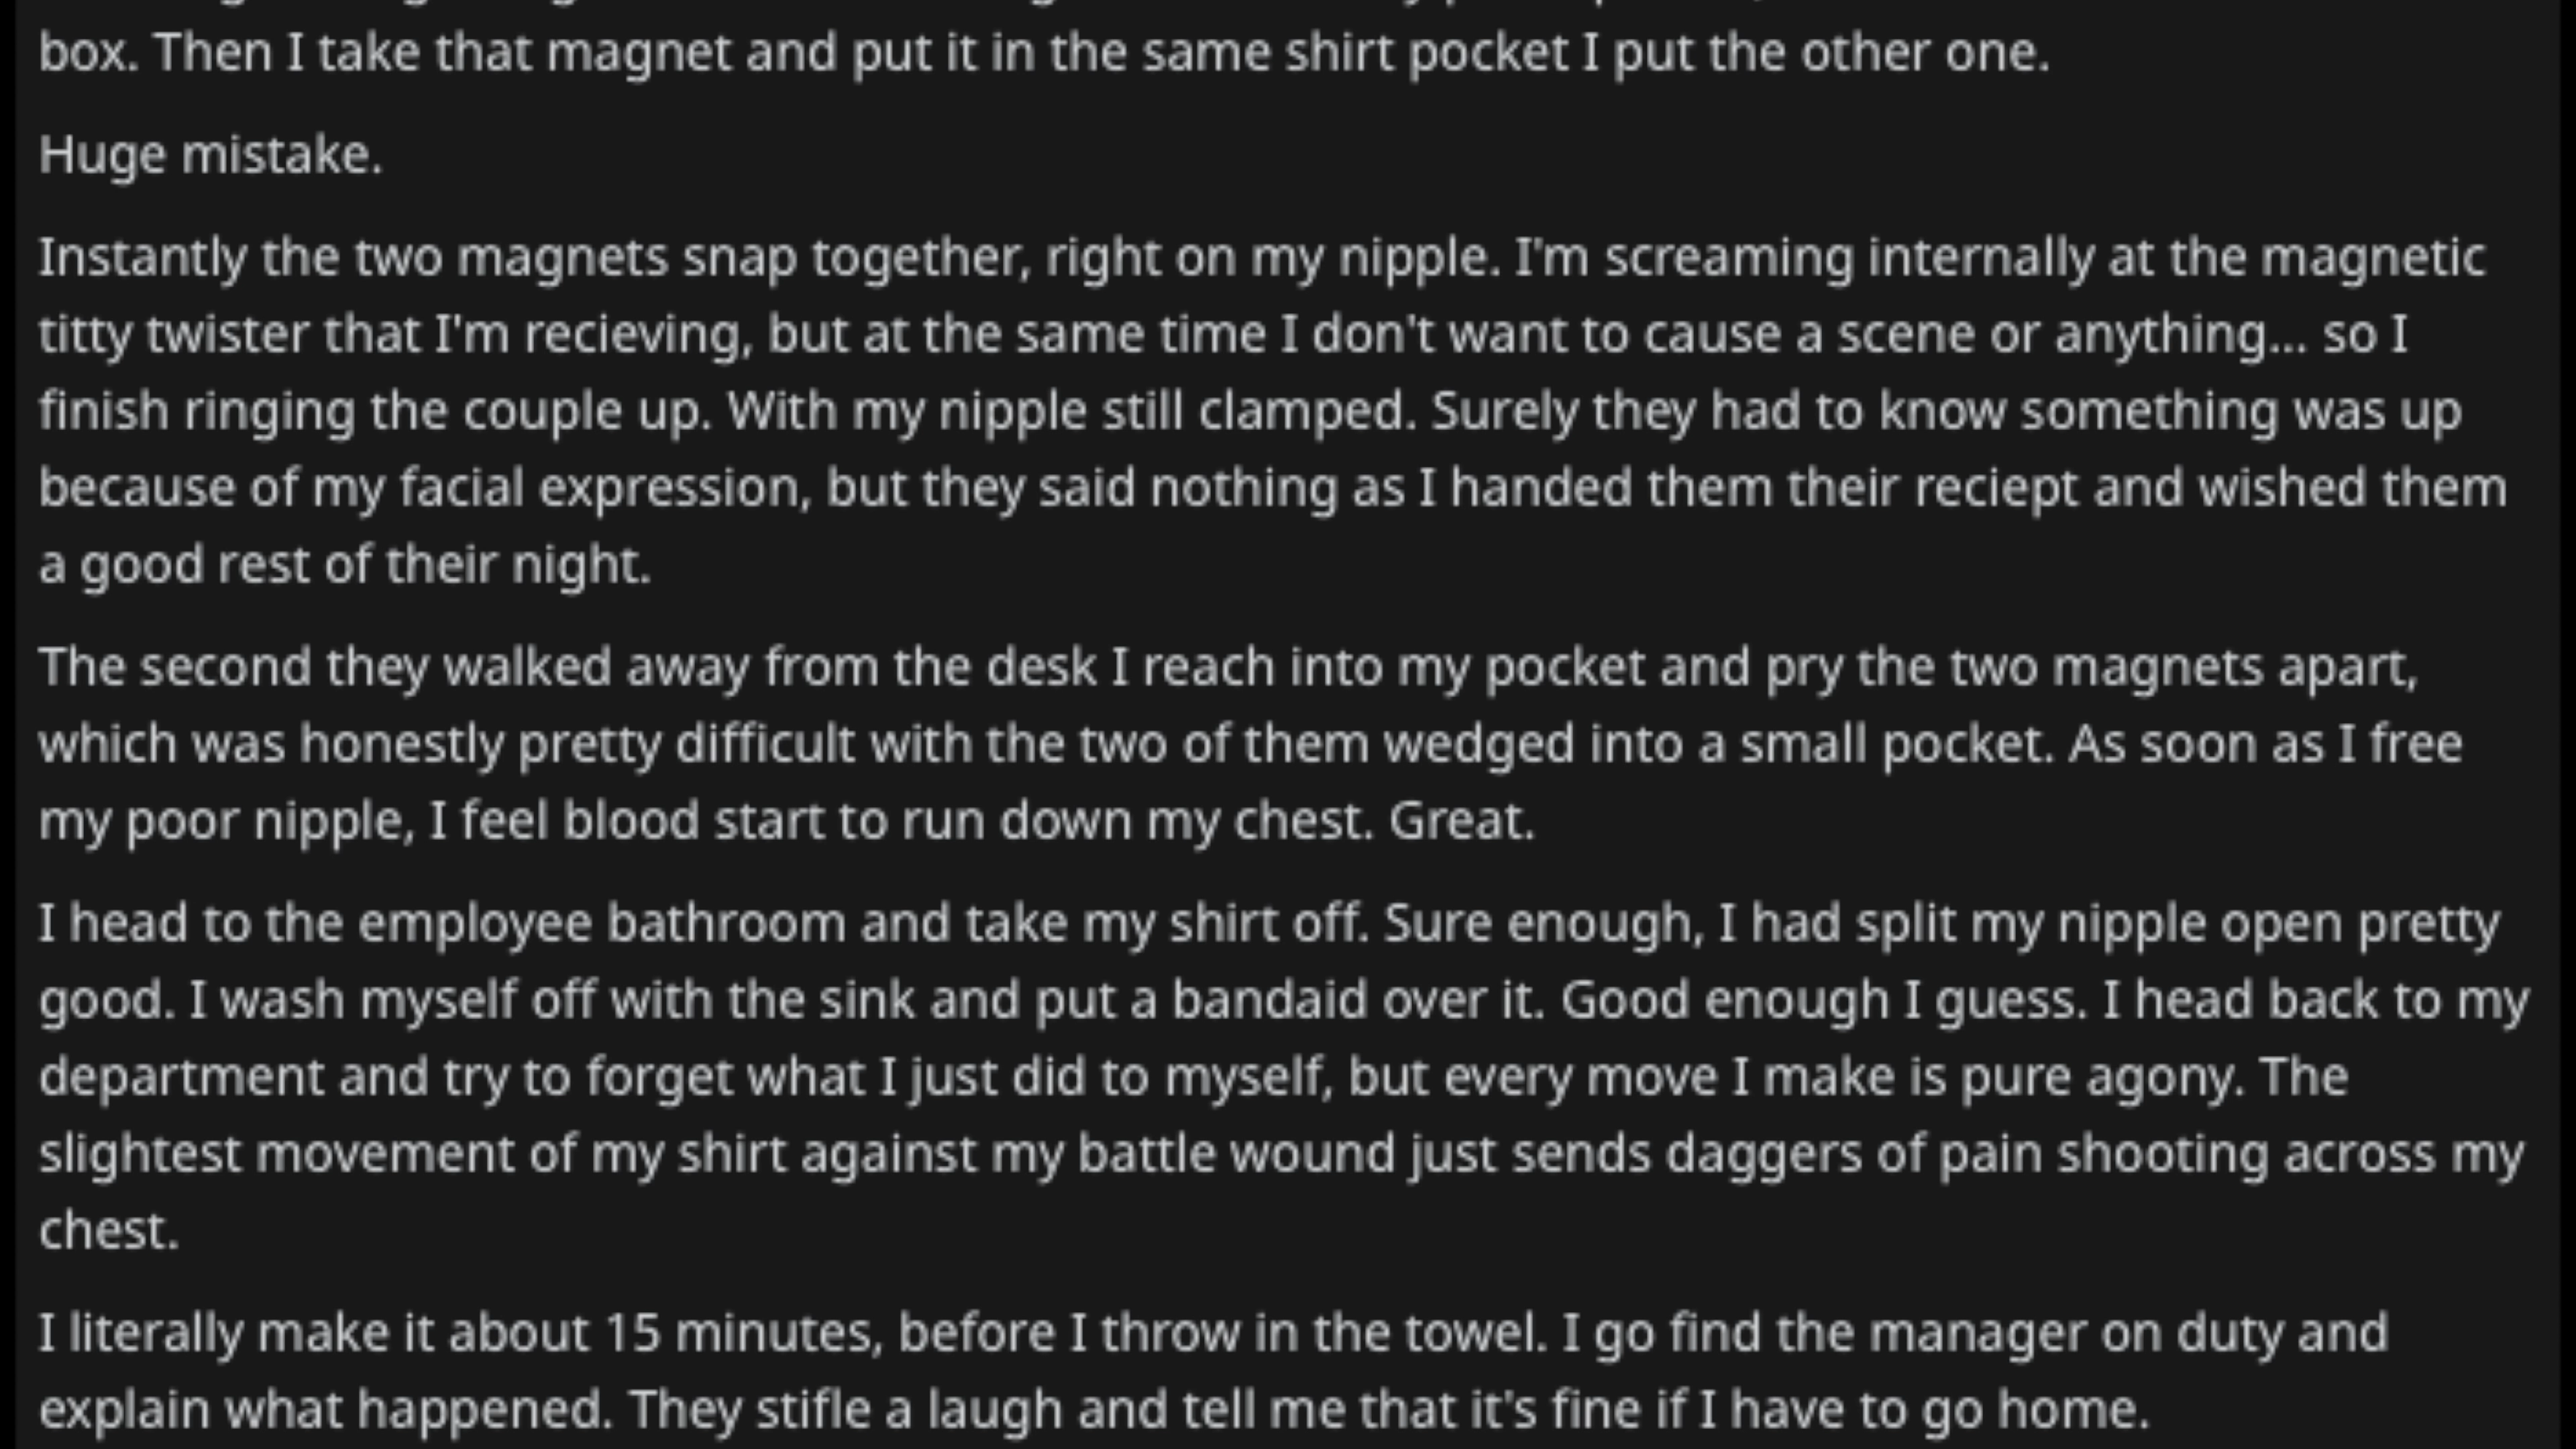 box. Then I take that magnet and put it in the same shirt pocket I put the other one.
Huge mistake.
Instantly the two magnets snap together, right on my nipple. I'm screaming internally at the magnetic
titty twister that I'm recieving, but at the same time I don't want to cause a scene or anything... so I
finish ringing the couple up. With my nipple still clamped. Surely they had to know something was up
because of my facial expression, but they said nothing as I handed them their reciept and wished them
a good rest of their night.
The second they walked away from the desk I reach into my pocket and pry the two magnets apart,
which was honestly pretty difficult with the two of them wedged into a small pocket. As soon as I free
my poor nipple, I feel blood start to run down my chest. Great.
I head to the employee bathroom and take my shirt off. Sure enough, I had split my nipple open pretty
good. I wash myself off with the sink and put a bandaid over it. Good enough I guess. I head back to my
department and try to forget what I just did to myself, but every move I make is pure agony. The
slightest movement of my shirt against my battle wound just sends daggers of pain shooting across my
chest.
I literally make it about 15 minutes, before I throw in the towel. I go find the manager on duty and
explain what happened. They stifle a laugh and tell me that it's fine if I have to go home.